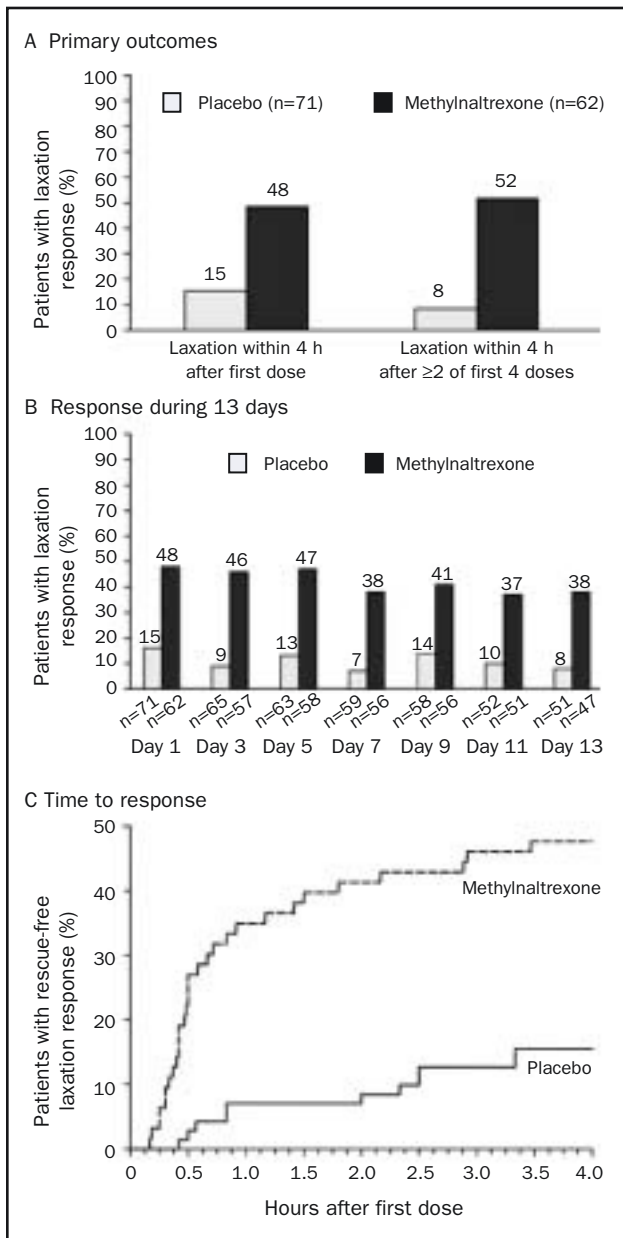 A Primary outcomes
100
90
80
70
60
50
40
30
20
10
0
Patients with laxation
response (%)
Placebo (n=71)
Methylnaltrexone (n=62)
15
48
8
52
Laxation within 4 h
after first dose
Laxation within 4 h
after ≥2 of first 4 doses
B Response during 13 days
100
90
80
70
60
50
40
30
20
10
0
Patients with laxation
response (%)
Placebo
Methylnaltrexone
15
48
9
46
13
47
7
38
14
41
10
37
8
38
n=71
n=62
n=65
n=57
n=63
n=58
n=59
n=56
n=58
n=56
n=52
n=51
n=51
n=47
Day 1
Day 3
Day 5
Day 7
Day 9
Day 11
Day 13
C Time to response
50
40
30
20
10
0
Patients with rescue-free
laxation response (%)
Methylnaltrexone
Placebo
0
0.5
1.0
1.5
2.0
2.5
3.0
3.5
4.0
Hours after first dose